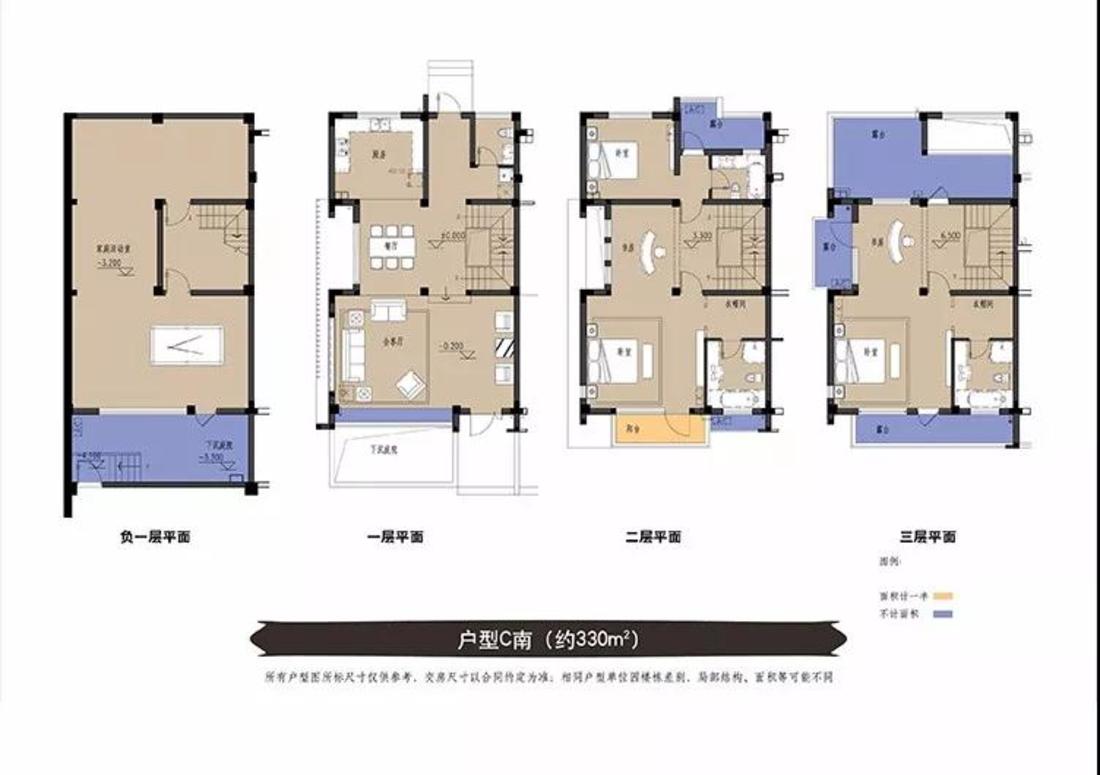 家庭活动室
-3.200
下沉庭院
-3.300
厨房
餐厅
±0.000
会客厅
-0.200
下沉庭院
(A/C)
露台
卧室
书房
3.300
衣帽间
卧室
阳台
露台
露台
书房
6.500
衣帽间
卧室
露台
负一层平面
一层平面
二层平面
三层平面
图例:
面积计一半
不计面积
户型C南（约330m²）
所有户型图所标尺寸仅供参考，交房尺寸以合同约定为准；相同户型单位因楼栋差别，局部结构、面积等可能不同